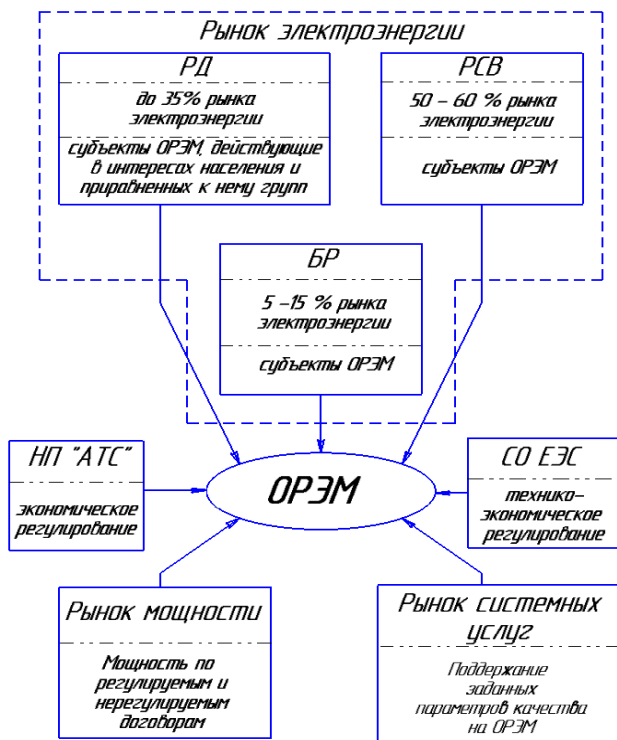 Рынок электроэнергии
РД
до 35% рынка
электроэнергии
субъекты ОРЭМ, действующие
в интересах населения и
приравненных к нему групп
РСВ
50 – 60 % рынка
электроэнергии
субъекты ОРЭМ
БР
5 –15 % рынка
электроэнергии
субъекты ОРЭМ
НП "АТС"
экономическое
регулирование
ОРЭМ
СО ЕЭС
технико-
экономическое
регулирование
Рынок мощности
Мощность по
регулируемым и
нерегулируемым
договорам
Рынок системных
услуг
Поддержание
заданных
параметров качества
на ОРЭМ